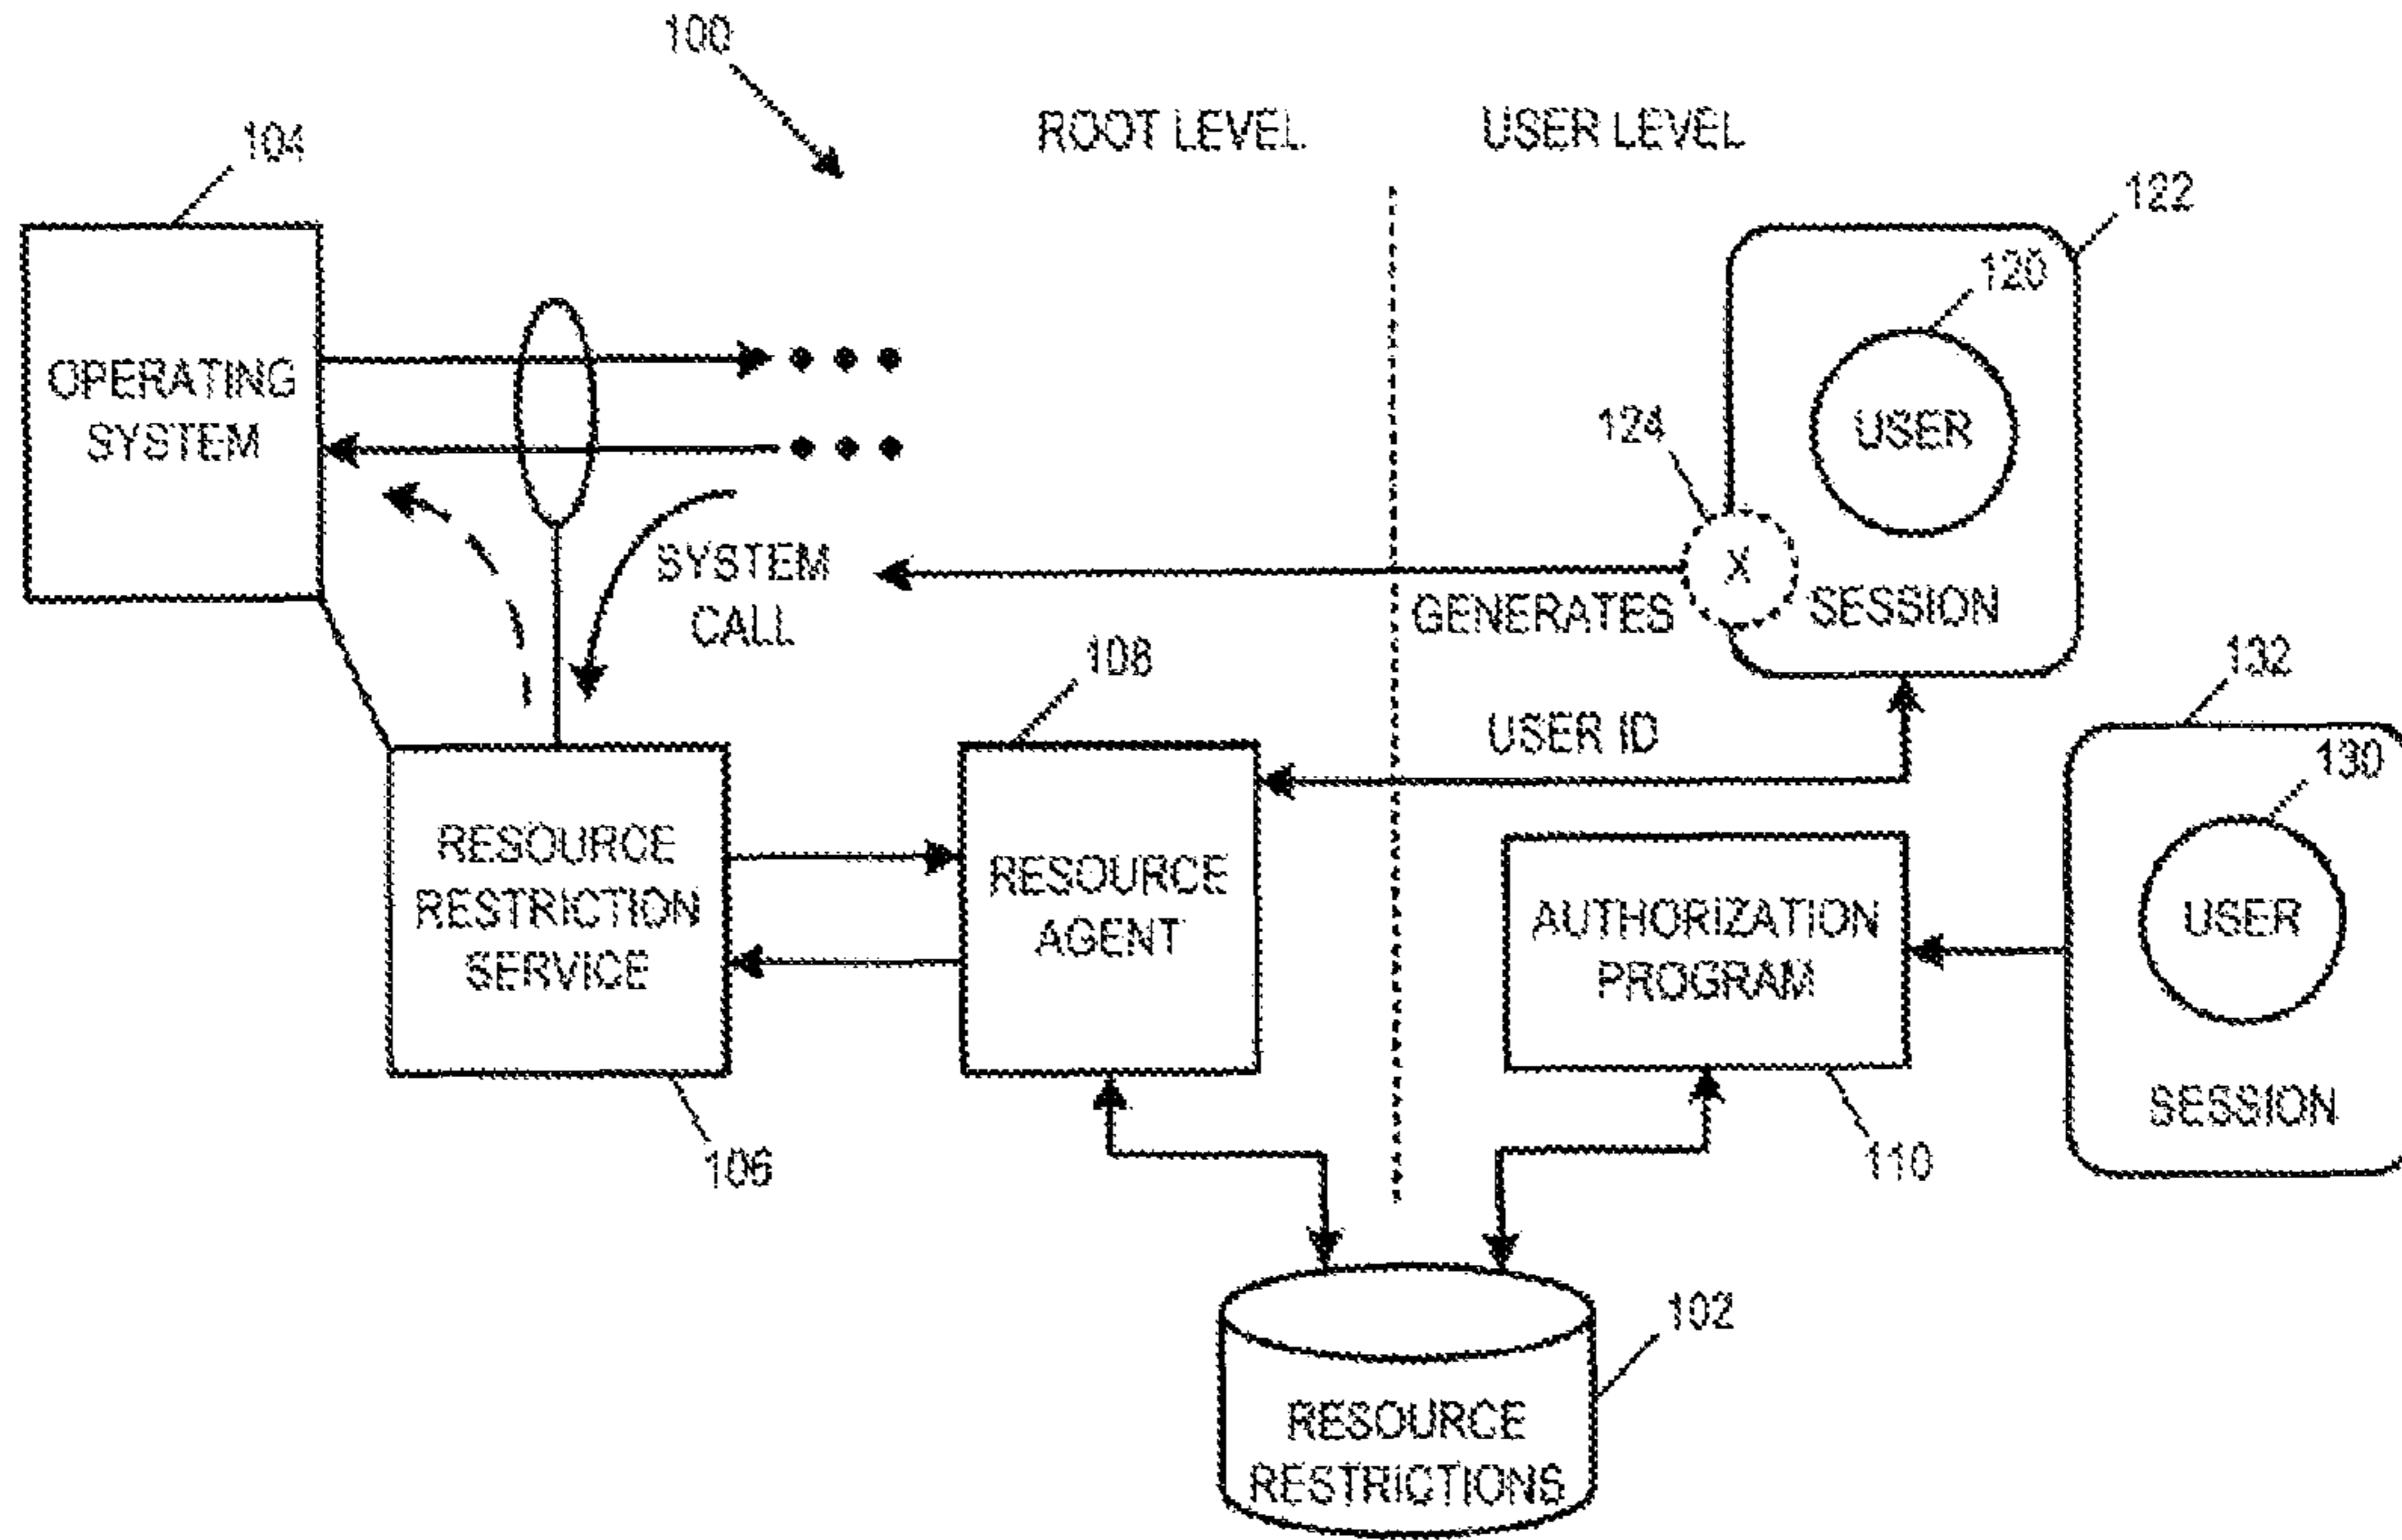 100
ROOT LEVEL
USER LEVEL
104
122
120
OPERATING
SYSTEM
USER
124
X
SYSTEM
CALL
GENERATES
SESSION
108
132
USER ID
130
RESOURCE
RESTRICTION
SERVICE
RESOURCE
AGENT
AUTHORIZATION
PROGRAM
USER
SESSION
106
110
102
RESOURCE
RESTRICTIONS